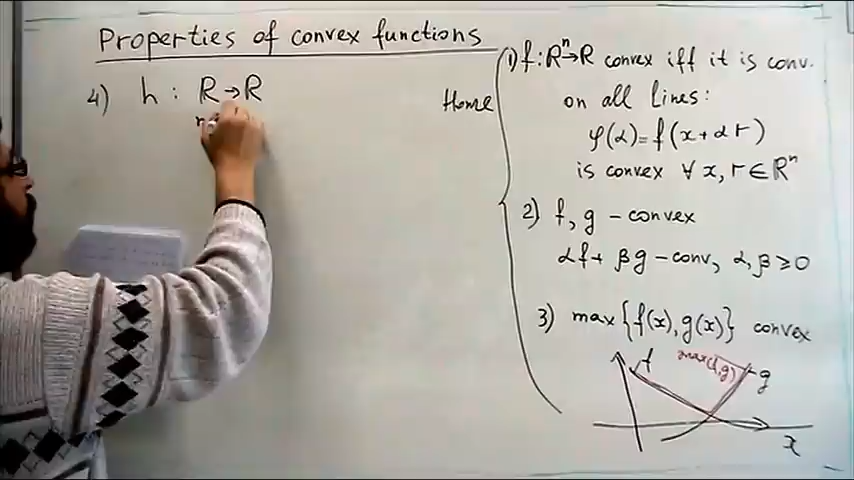 Properties of convex functions
4) h : R → R
Home
1) f : Rⁿ → R convex iff it is conv.
on all lines:
φ(α) = f(x + α r)
is convex ∀ x, r ∈ Rⁿ
2) f, g - convex
αf + βg - conv, α, β ≥ 0
3) max{f(x), g(x)} convex
f
max(f,g)
g
x